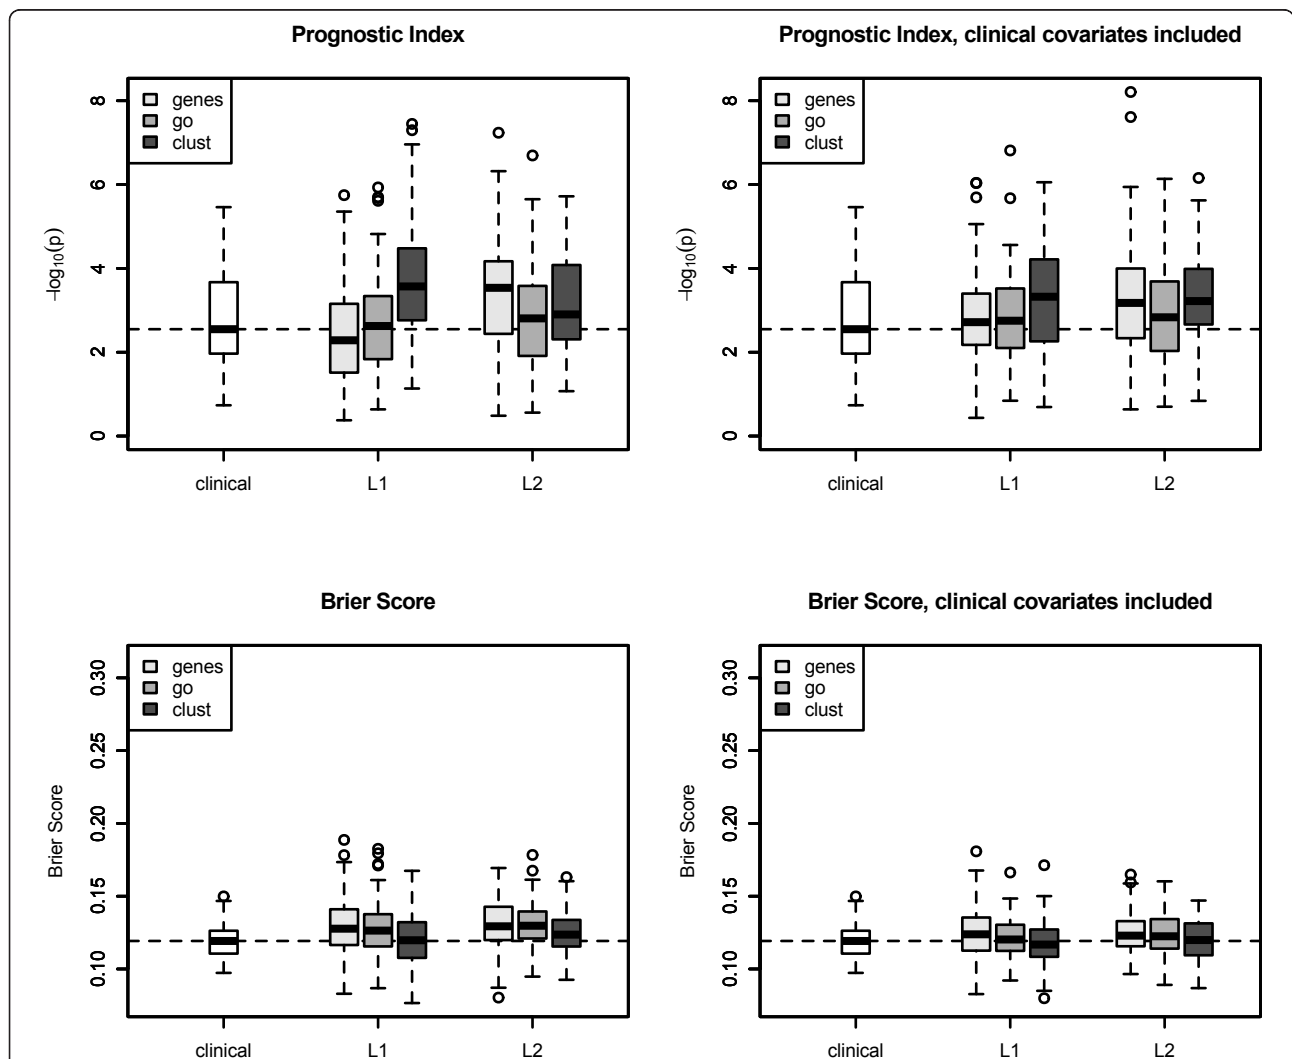 Prognostic Index
genes
go
clust
8
6
4
2
0
−log10(p)
clinical L1 L2
Prognostic Index, clinical covariates included
genes
go
clust
8
6
4
2
0
−log10(p)
clinical L1 L2
Brier Score
genes
go
clust
0.30
0.25
0.20
0.15
0.10
Brier Score
clinical L1 L2
Brier Score, clinical covariates included
genes
go
clust
0.30
0.25
0.20
0.15
0.10
Brier Score
clinical L1 L2